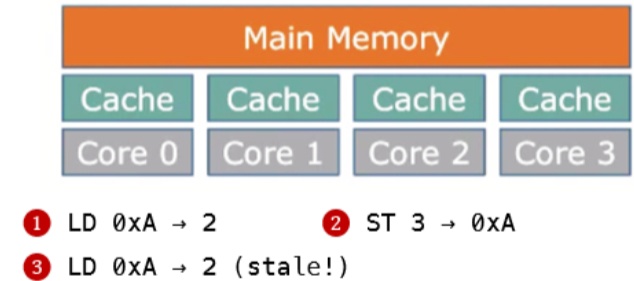 Main Memory
Cache Cache Cache Cache
Core 0 Core 1 Core 2 Core 3
1 LD 0xA → 2 2 ST 3 → 0xA
3 LD 0xA → 2 (stale!)